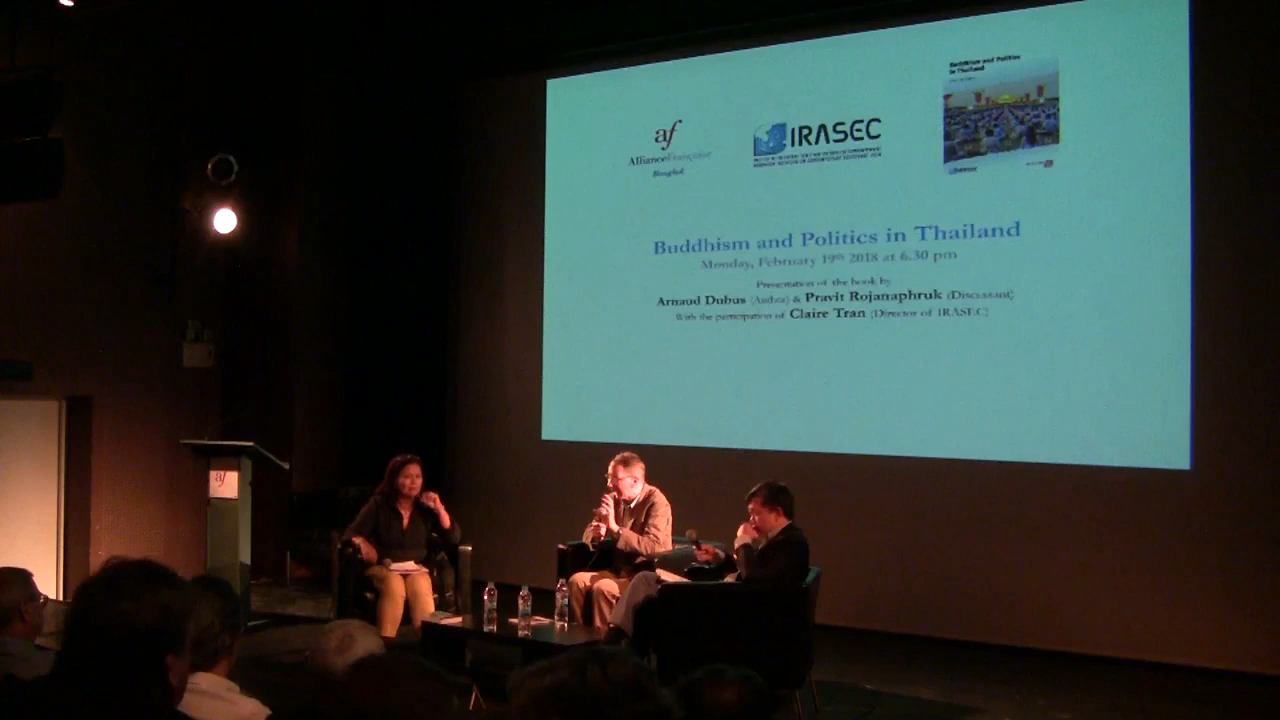 af
AllianceFrançaise
Bangkok
IRASEC
Buddhism and Politics
in Thailand
Buddhism and Politics in Thailand
Monday, February 19th 2018 at 6.30 pm
Presentation of the book by
Arnaud Dubus (Author) & Pravit Rojanaphruk (Discussant)
With the participation of Claire Tran (Director of IRASEC)
af